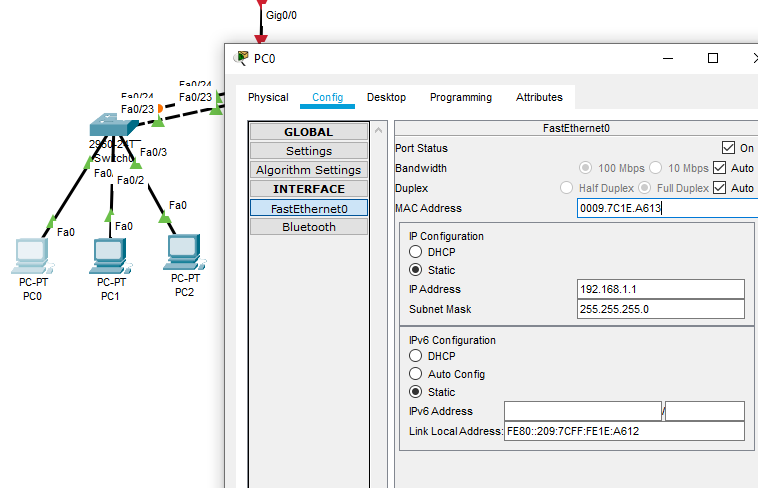 Gig0/0
PC0
Physical Config Desktop Programming Attributes
GLOBAL
Settings
Algorithm Settings
INTERFACE
FastEthernet0
Bluetooth
FastEthernet0
Port Status On
Bandwidth 100 Mbps 10 Mbps Auto
Duplex Half Duplex Full Duplex Auto
MAC Address 0009.7C1E.A613
IP Configuration
DHCP
Static
IP Address 192.168.1.1
Subnet Mask 255.255.255.0
IPv6 Configuration
DHCP
Auto Config
Static
IPv6 Address /
Link Local Address: FE80::209:7CFF:FE1E:A612
Fa0/24 Fa0/24
Fa0/23 Fa0/23
2960-24TT
Switch0
Fa0/3
Fa0/
Fa0/2
Fa0
Fa0
Fa0
PC-PT
PC0
PC-PT
PC1
PC-PT
PC2